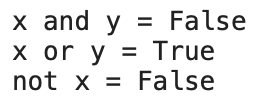 x and y = False
x or y = True
not x = False